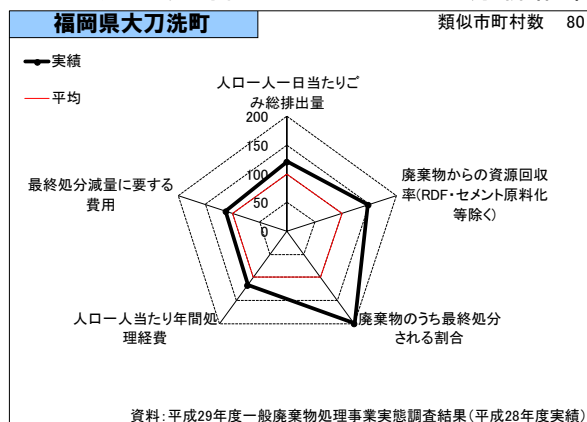 福岡県大刀洗町
類似市町村数 80
実績
平均
人口一人一日当たりご
み総排出量
200
150
100
50
0
廃棄物からの資源回収
率(RDF・セメント原料化
等除く)
最終処分減量に要する
費用
人口一人当たり年間処
理経費
廃棄物のうち最終処分
される割合
資料:平成29年度一般廃棄物処理事業実態調査結果(平成28年度実績)